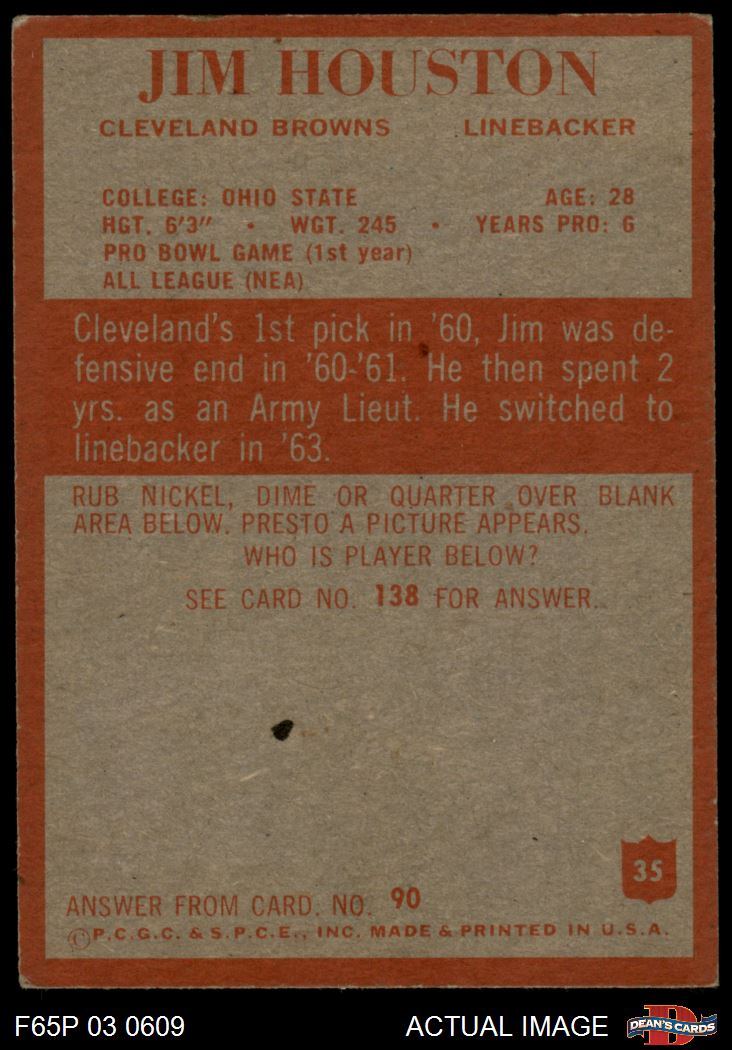 JIM HOUSTON
CLEVELAND BROWNS LINEBACKER
COLLEGE: OHIO STATE AGE: 28
HGT. 6'3" • WGT. 245 • YEARS PRO: 6
PRO BOWL GAME (1st year)
ALL LEAGUE (NEA)
Cleveland's 1st pick in '60, Jim was de-
fensive end in '60-'61. He then spent 2
yrs. as an Army Lieut. He switched to
linebacker in '63.
RUB NICKEL, DIME OR QUARTER OVER BLANK
AREA BELOW. PRESTO A PICTURE APPEARS.
WHO IS PLAYER BELOW?
SEE CARD NO. 138 FOR ANSWER.
35
ANSWER FROM CARD. NO. 90
©P.C.G.C. & S.P.C.E., INC. MADE & PRINTED IN U.S.A.
F65P 03 0609 ACTUAL IMAGE D DEAN'S CARDS